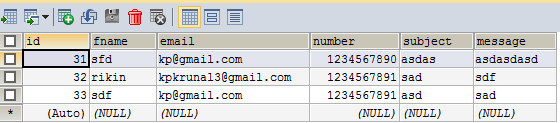 id fname email number subject message
31 sfd kp@gmail.com 1234567890 asdas asdasdasd
32 rikin kpkrunal3@gmail.com 1234567891 sad sdf
33 sdf kp@gmail.com 1234567891 asd sad
* (Auto) (NULL) (NULL) (NULL) (NULL) (NULL)